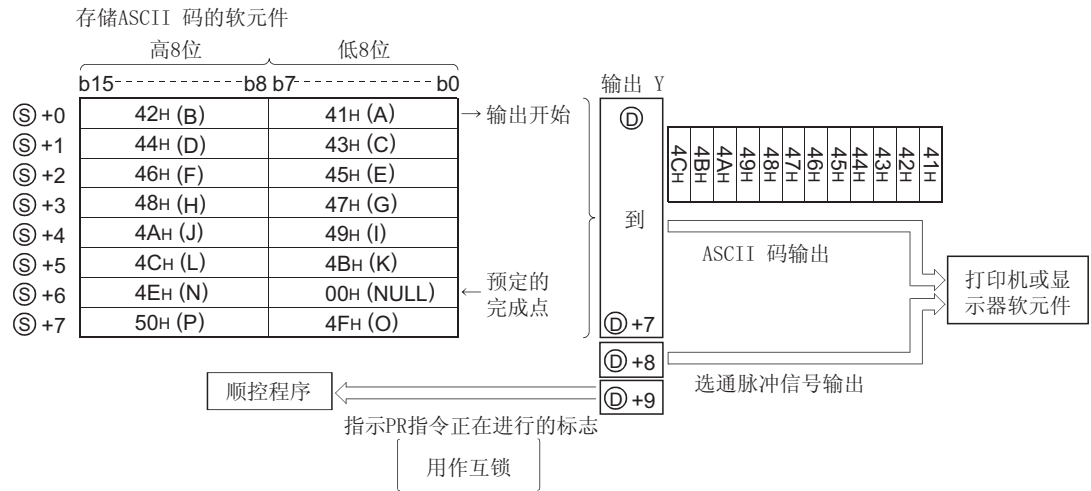 存储ASCII 码的软元件
高8位 低8位
b15 b8 b7 b0
输出 Y
Ⓢ +0 42H (B) 41H (A) → 输出开始
Ⓢ +1 44H (D) 43H (C)
Ⓢ +2 46H (F) 45H (E)
Ⓢ +3 48H (H) 47H (G)
Ⓢ +4 4AH (J) 49H (I)
Ⓢ +5 4CH (L) 4BH (K)
Ⓢ +6 4EH (N) 00H (NULL) ← 预定的
完成点
Ⓢ +7 50H (P) 4FH (O)
Ⓓ
到
Ⓓ +7
Ⓓ +8
Ⓓ +9
4CH 4BH 4AH 49H 48H 47H 46H 45H 44H 43H 42H 41H
ASCII 码输出
打印机或显
示器软元件
选通脉冲信号输出
顺控程序
指示PR指令正在进行的标志
用作互锁